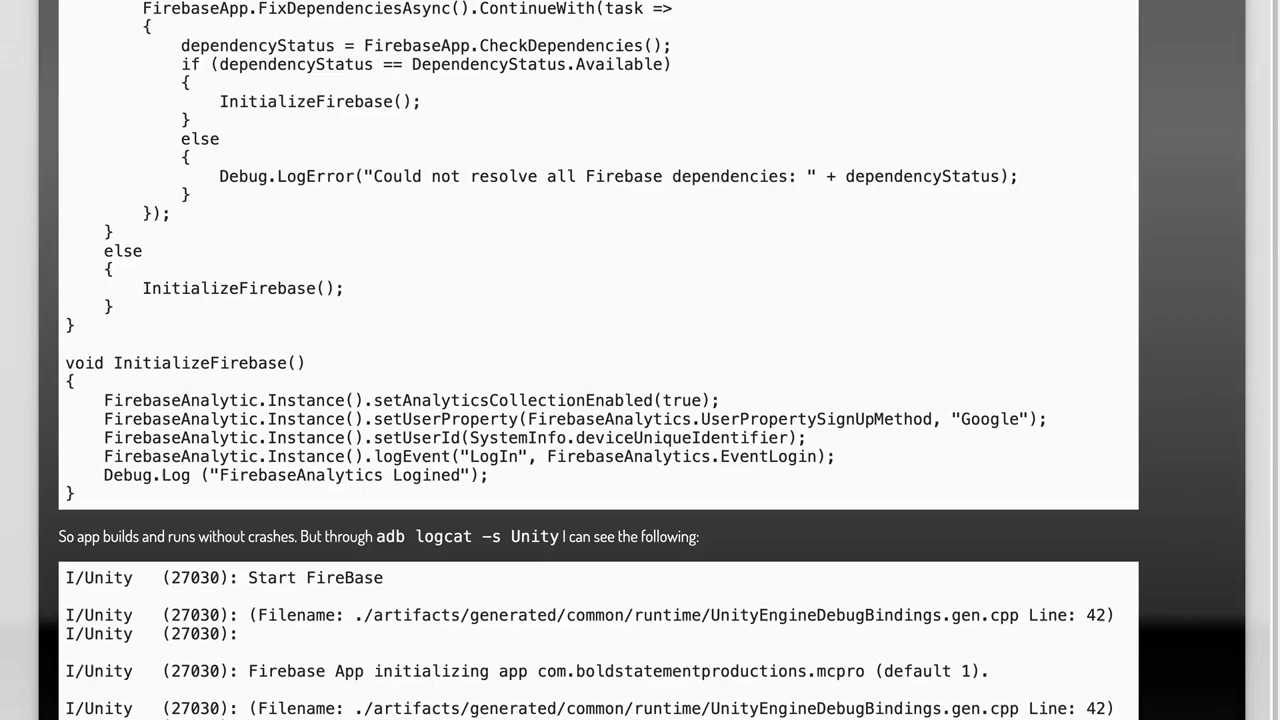 FirebaseApp.FixDependenciesAsync().ContinueWith(task =>
{
dependencyStatus = FirebaseApp.CheckDependencies();
if (dependencyStatus == DependencyStatus.Available)
{
InitializeFirebase();
}
else
{
Debug.LogError("Could not resolve all Firebase dependencies: " + dependencyStatus);
}
});
}
else
{
InitializeFirebase();
}
}
void InitializeFirebase()
{
FirebaseAnalytic.Instance().setAnalyticsCollectionEnabled(true);
FirebaseAnalytic.Instance().setUserProperty(FirebaseAnalytics.UserPropertySignUpMethod, "Google");
FirebaseAnalytic.Instance().setUserId(SystemInfo.deviceUniqueIdentifier);
FirebaseAnalytic.Instance().logEvent("LogIn", FirebaseAnalytics.EventLogin);
Debug.Log ("FirebaseAnalytics Logined");
}
So app builds and runs without crashes. But through adb logcat -s Unity I can see the following:
I/Unity (27030): Start FireBase
I/Unity (27030): (Filename: ./artifacts/generated/common/runtime/UnityEngineDebugBindings.gen.cpp Line: 42)
I/Unity (27030):
I/Unity (27030): Firebase App initializing app com.boldstatementproductions.mcpro (default 1).
I/Unity (27030): (Filename: ./artifacts/generated/common/runtime/UnityEngineDebugBindings.gen.cpp Line: 42)